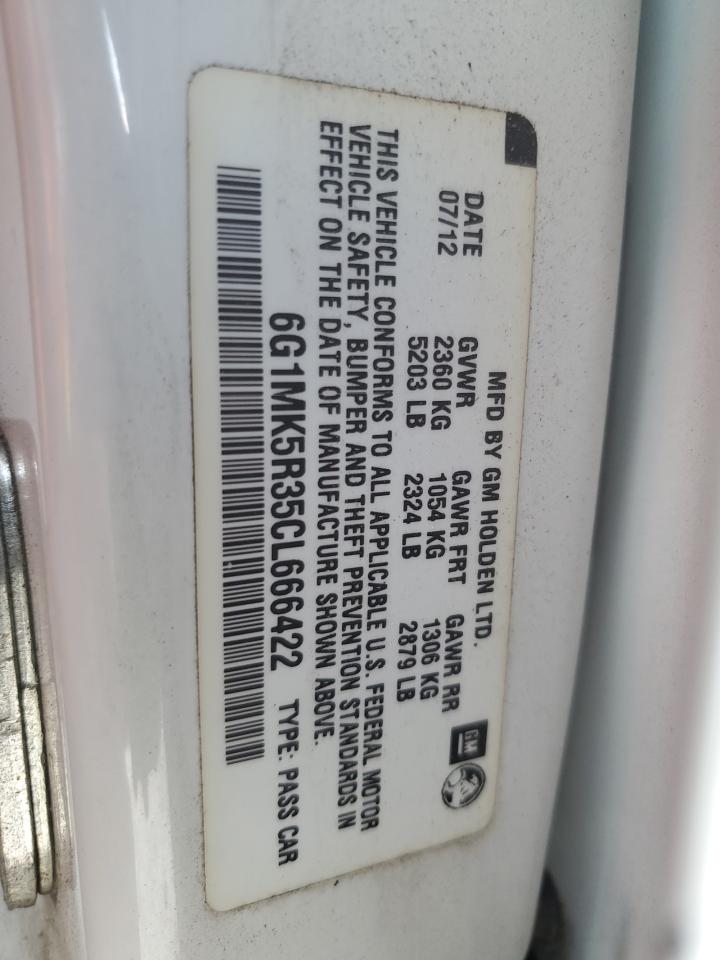 MFD BY GM HOLDEN LTD.
DATE GVWR GAWR FRT GAWR RR
07/12 2360 KG 1054 KG 1306 KG
5203 LB 2324 LB 2879 LB
GM
THIS VEHICLE CONFORMS TO ALL APPLICABLE U.S. FEDERAL MOTOR
VEHICLE SAFETY, BUMPER AND THEFT PREVENTION STANDARDS IN
EFFECT ON THE DATE OF MANUFACTURE SHOWN ABOVE.
6G1MK5R35CL666422 TYPE: PASS CAR